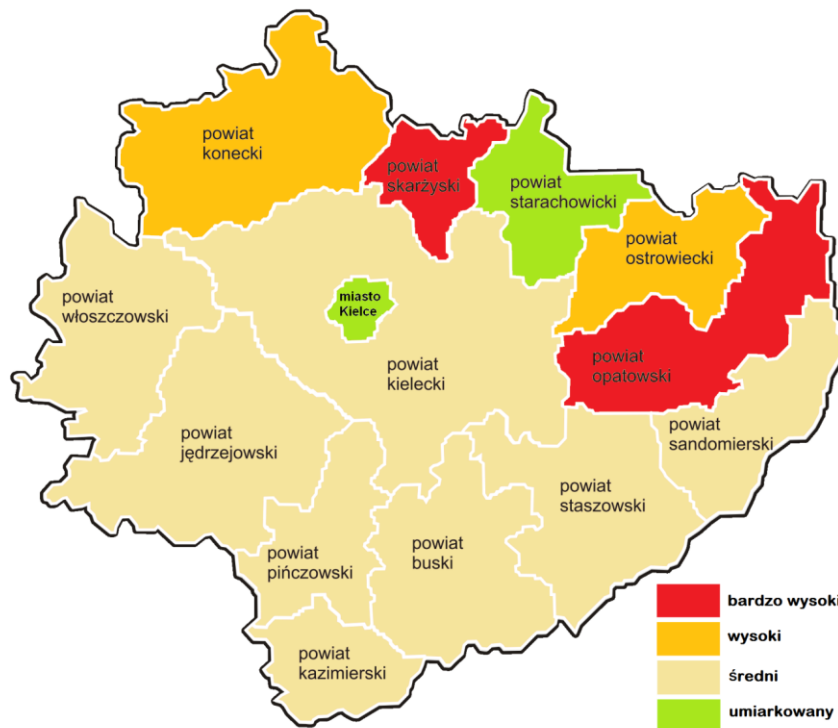 powiat
konecki
powiat
skarżyski
powiat
starachowicki
powiat
ostrowiecki
powiat
włoszczowski
miasto
Kielce
powiat
kielecki
powiat
opatowski
powiat
sandomierski
powiat
jędrzejowski
powiat
staszowski
powiat
pińczowski
powiat
buski
powiat
kazimierski
bardzo wysoki
wysoki
średni
umiarkowany